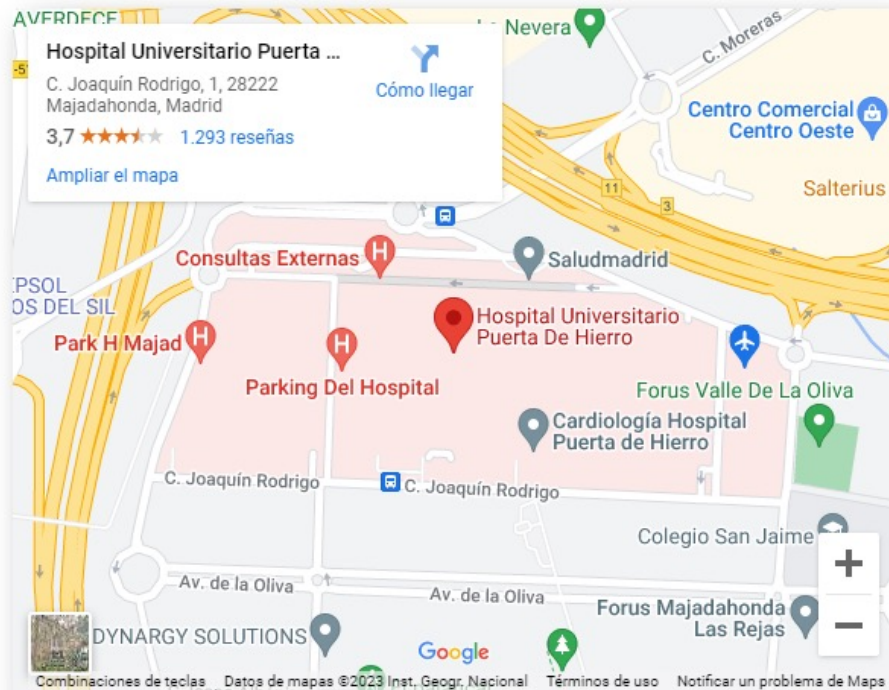 AVERDECE
Hospital Universitario Puerta ...
C. Joaquín Rodrigo, 1, 28222
Majadahonda, Madrid
3,7
1.293 reseñas
Ampliar el mapa
Cómo llegar
Nevera
C. Moreras
Centro Comercial
Centro Oeste
11
3
Salterius
Consultas Externas
Saludmadrid
EPSOL
OS DEL SIL
Hospital Universitario
Puerta De Hierro
Park H Majad
Parking Del Hospital
Forus Valle De La Oliva
Cardiología Hospital
Puerta de Hierro
C. Joaquín Rodrigo
C. Joaquín Rodrigo
Colegio San Jaime
Av. de la Oliva
Av. de la Oliva
Forus Majadahonda
Las Rejas
DYNARGY SOLUTIONS
Google
Combinaciones de teclas
Datos de mapas ©2023 Inst. Geogr. Nacional
Términos de uso
Notificar un problema de Maps